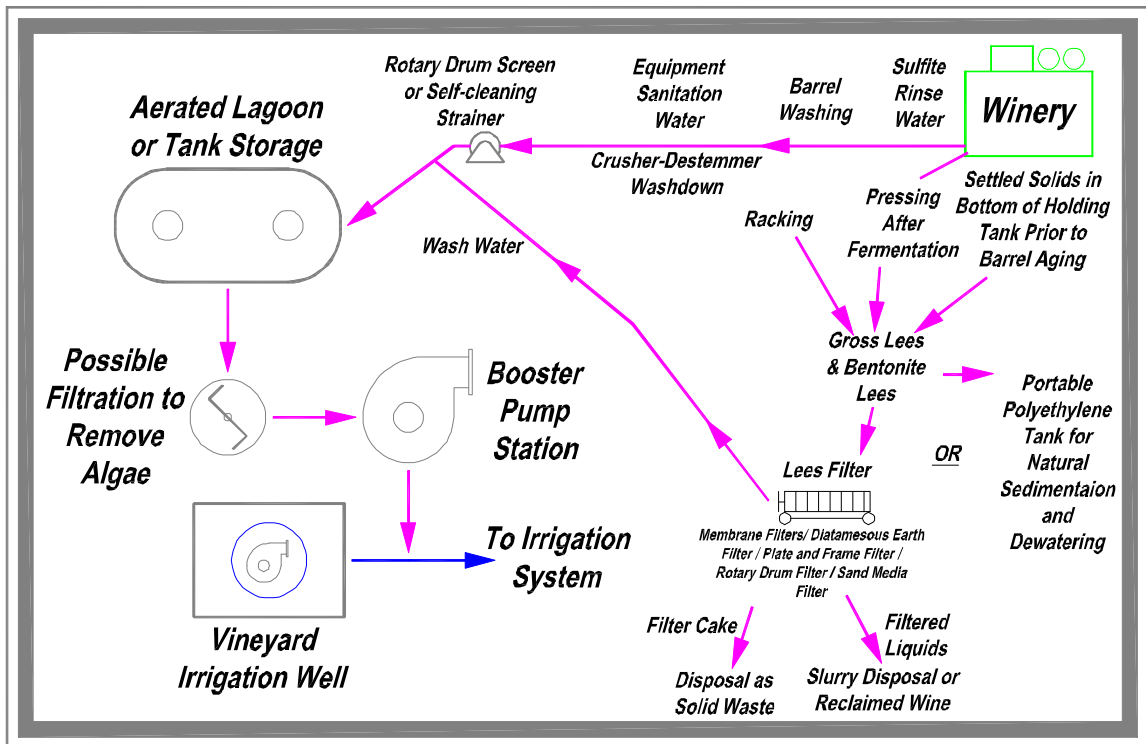 Rotary Drum Screen
or Self-cleaning
Strainer
Equipment
Sanitation
Water
Barrel
Washing
Sulfite
Rinse
Water
Winery
Aerated Lagoon
or Tank Storage
Crusher-Destemmer
Washdown
Wash Water
Racking
Pressing
After
Fermentation
Settled Solids in
Bottom of Holding
Tank Prior to
Barrel Aging
Gross Lees
& Bentonite
Lees
Portable
Polyethylene
Tank for
Natural
Sedimentaion
and
Dewatering
OR
Possible
Filtration to
Remove
Algae
Booster
Pump
Station
Lees Filter
Membrane Filters/ Diatamesous Earth
Filter / Plate and Frame Filter /
Rotary Drum Filter / Sand Media
Filter
To Irrigation
System
Vineyard
Irrigation Well
Filter Cake
Filtered
Liquids
Disposal as
Solid Waste
Slurry Disposal or
Reclaimed Wine